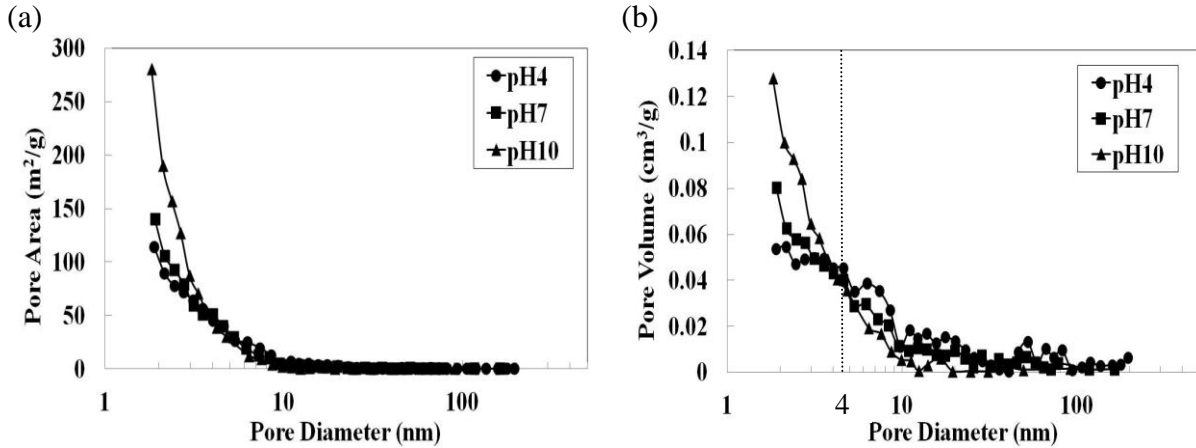 (a)
300
250
200
150
100
50
0
Pore Area (m²/g)
pH4
pH7
pH10
1
10
100
Pore Diameter (nm)
(b)
0.14
0.12
0.1
0.08
0.06
0.04
0.02
0
Pore Volume (cm³/g)
pH4
pH7
pH10
1
4
10
100
Pore Diameter (nm)